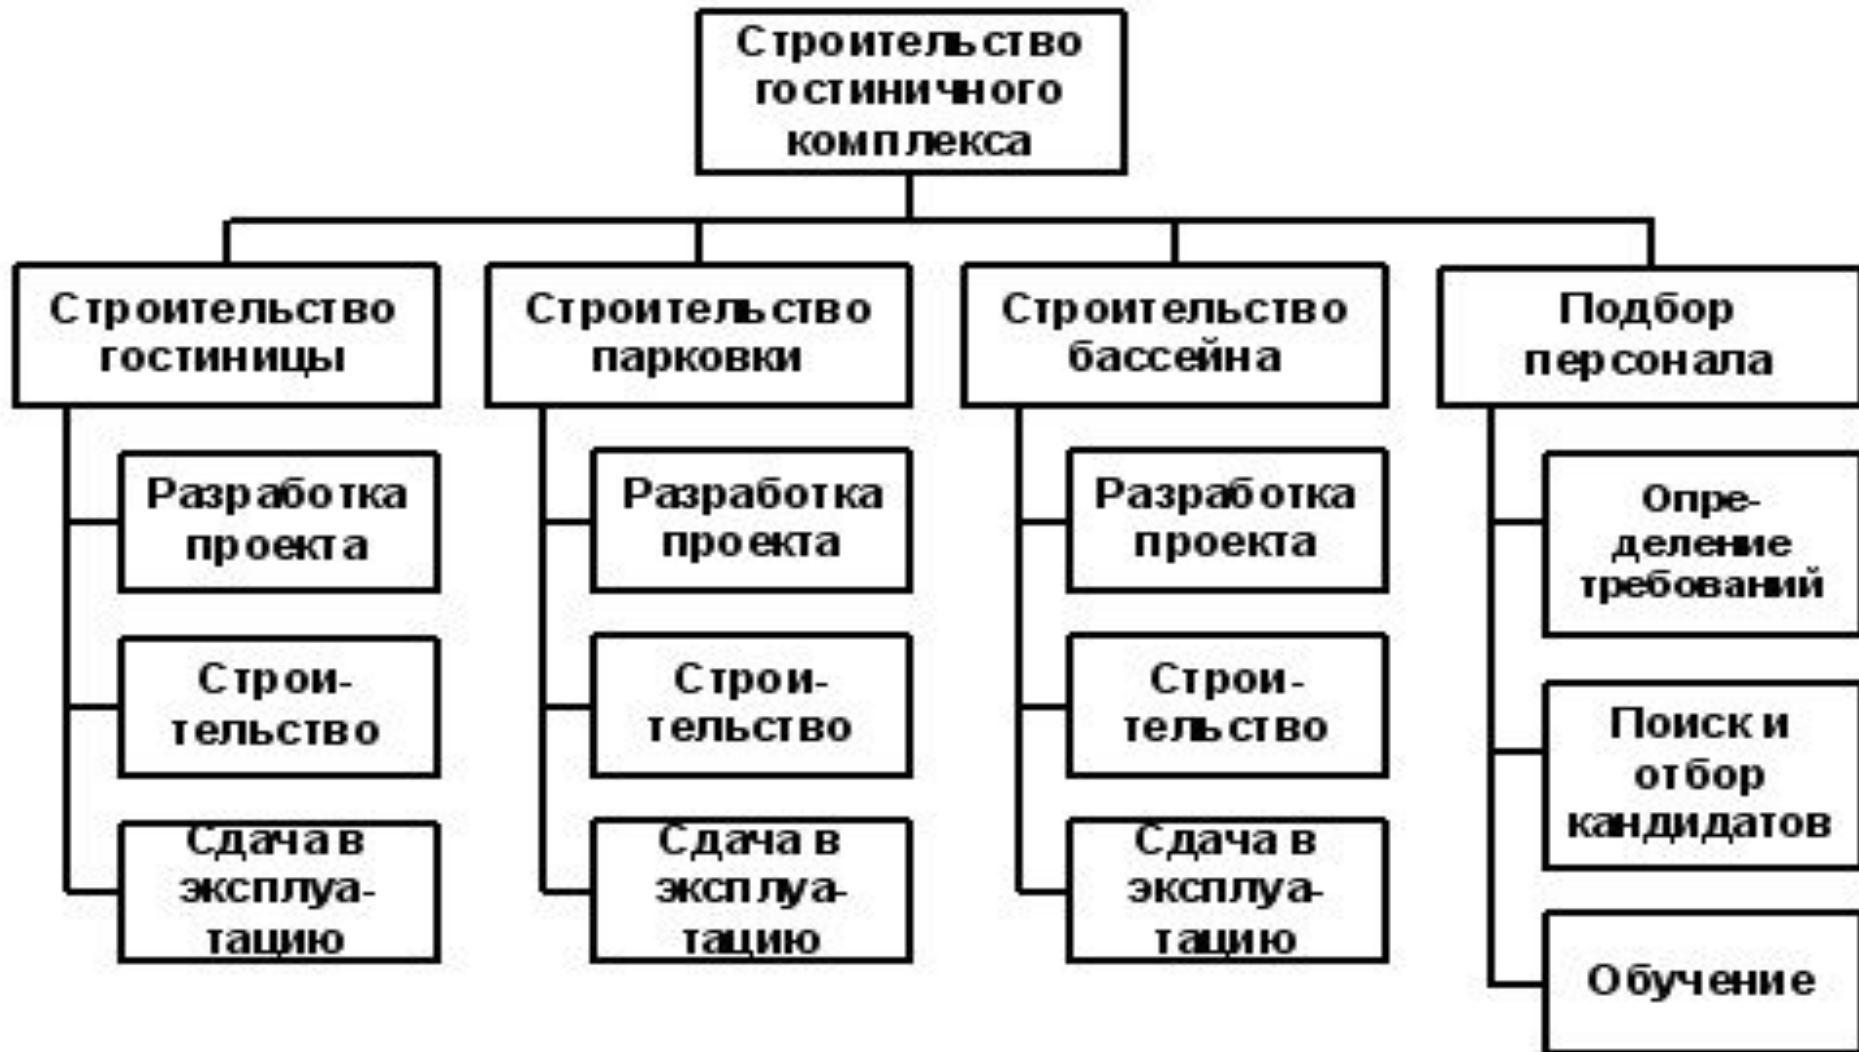 Строительство
гостиничного
комплекса
Строительство
гостиницы
Разработка
проекта
Строи-
тельство
Сдача в
эксплуа-
тацию
Строительство
парковки
Разработка
проекта
Строи-
тельство
Сдача в
эксплуа-
тацию
Строительство
бассейна
Разработка
проекта
Строи-
тельство
Сдача в
эксплуа-
тацию
Подбор
персонала
Опре-
деление
требований
Поиск и
отбор
кандидатов
Обучение